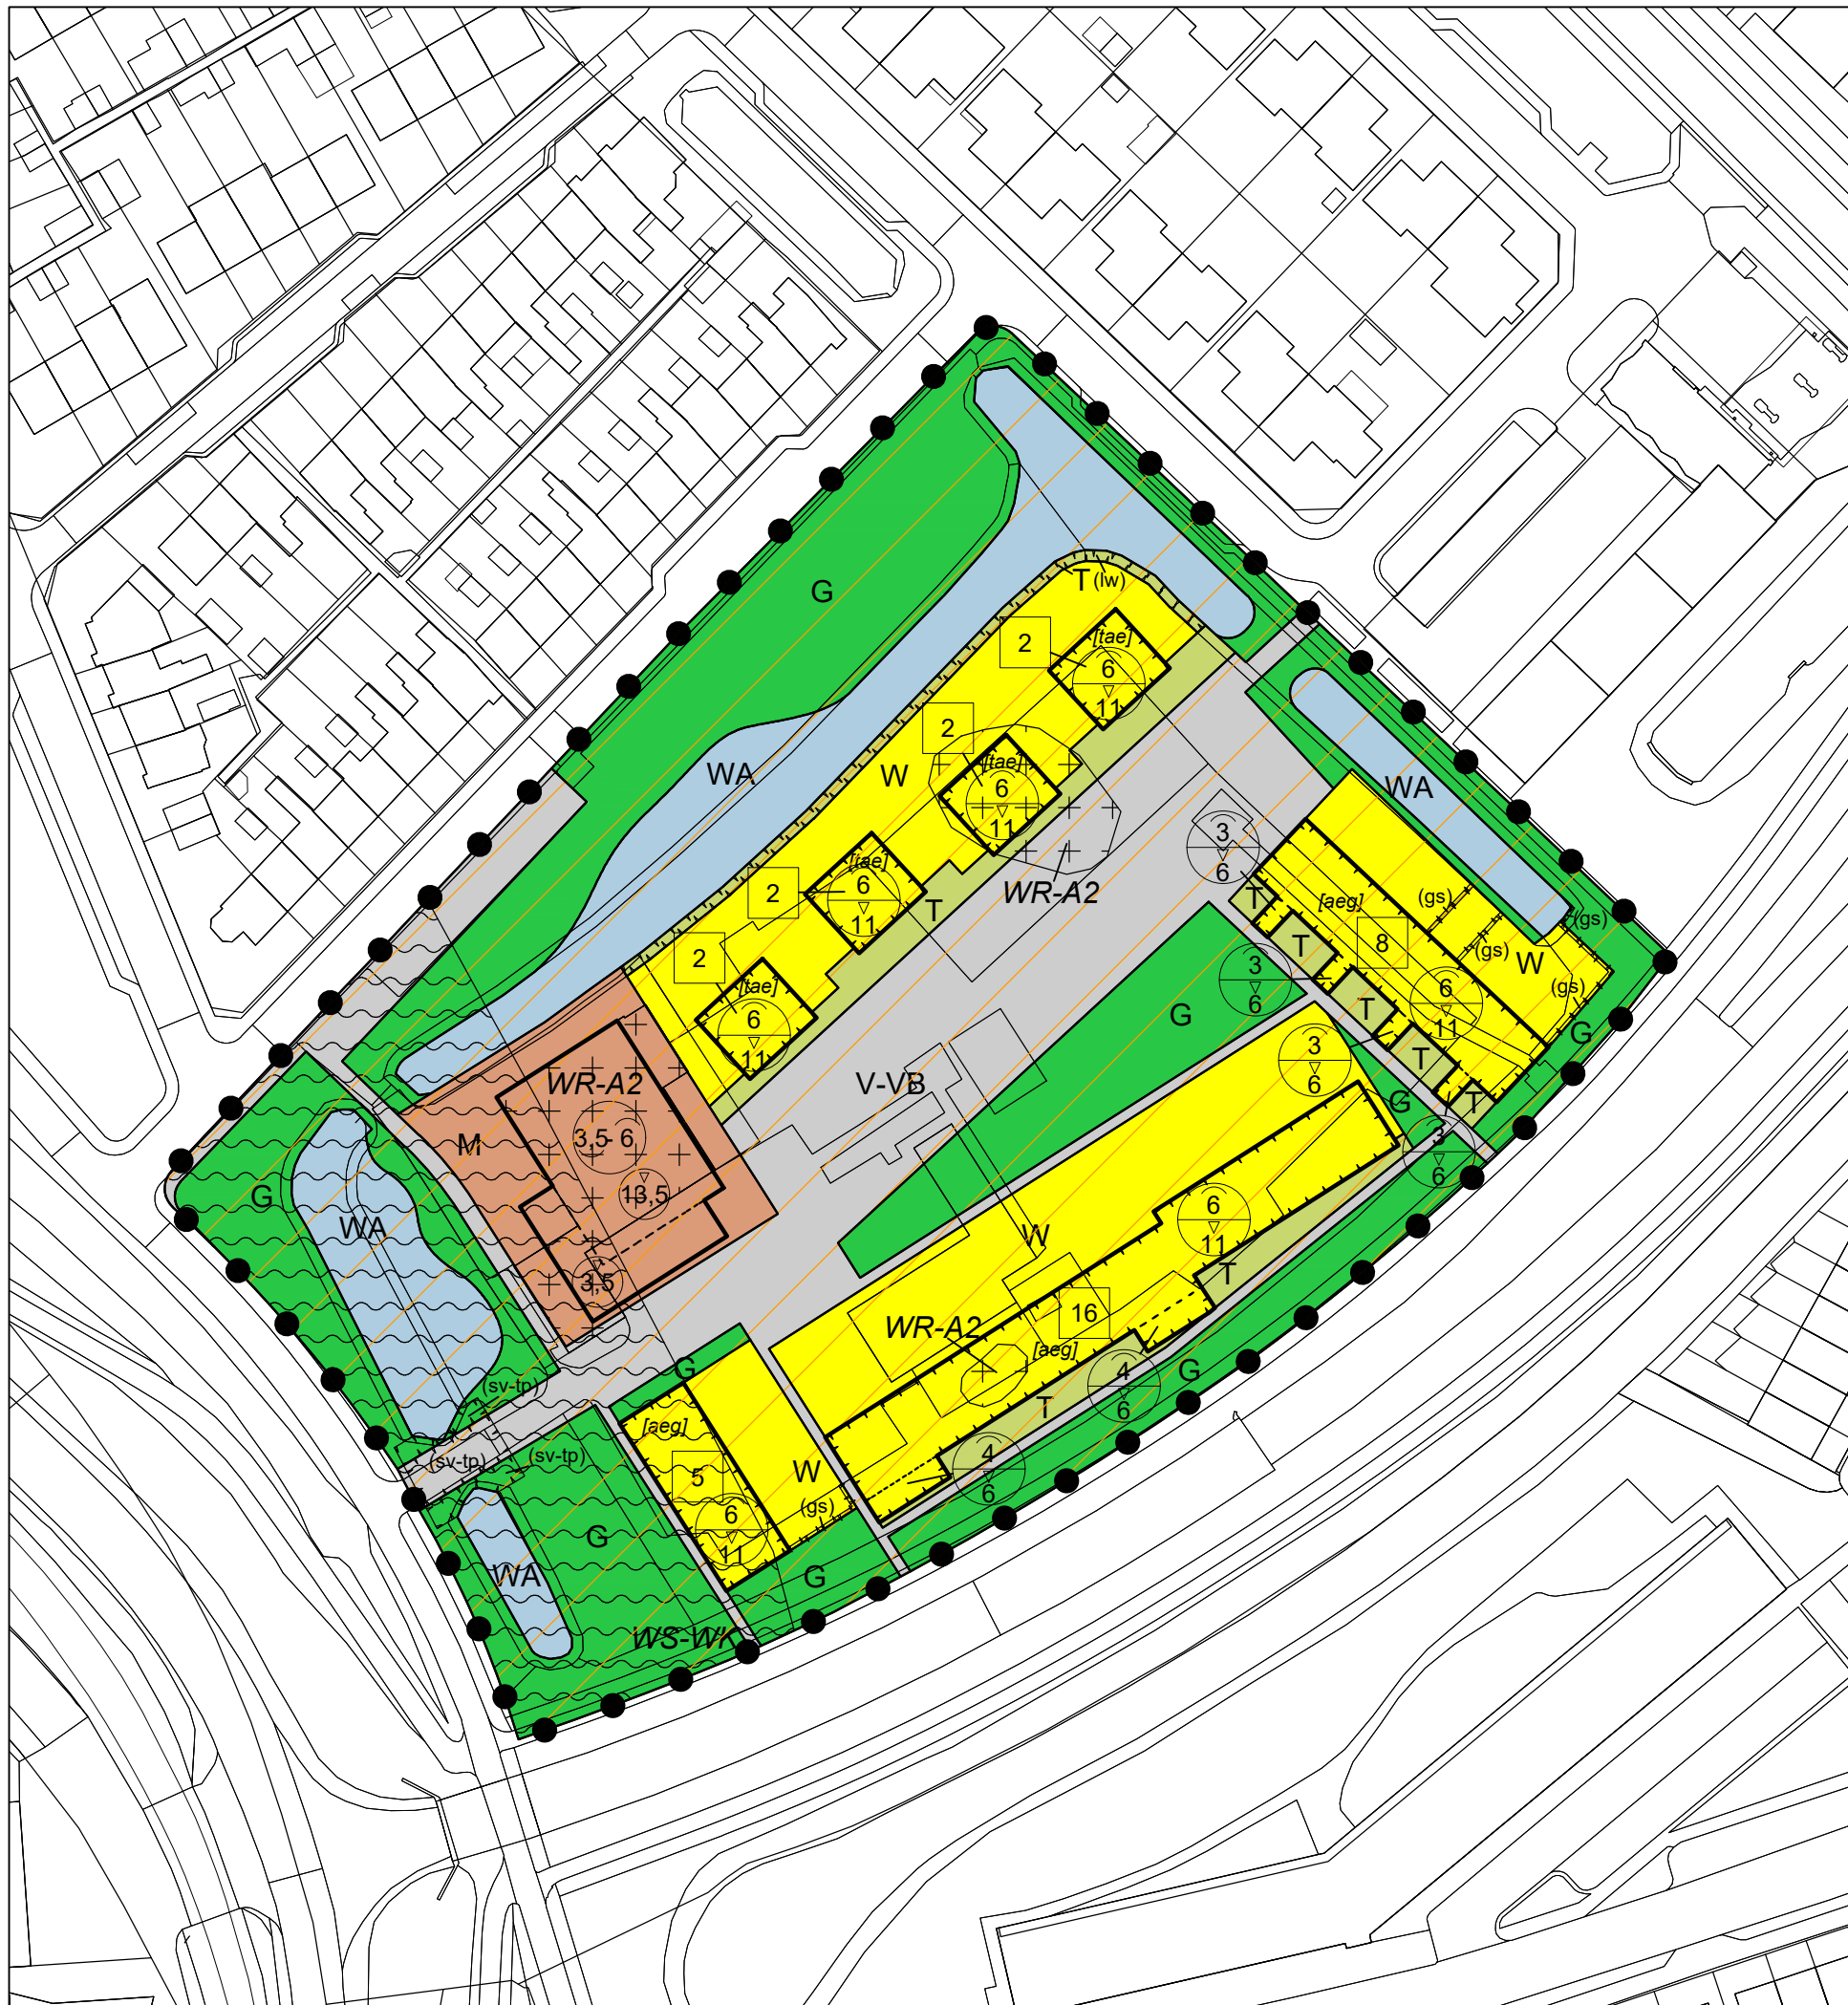 G
T (lw)
2
[tae]
6
11
2
W
WA
[tae]
6
11
WA
3
6
WR-A2
2
[tae]
6
11
T
T
[aeg]
(gs)
(gs)
8
(gs)
W
T
2
3
6
[tae]
6
11
(gs)
6
11
T
G
G
3
6
T
V-VB
WR-A2
M
3,5- 6
T
G
3
6
13,5
G
WA
6
11
W
T
3,5
16
WR-A2
[aeg]
4
6
G
G
(sv-tp)
T
[aeg]
(sv-tp)
(sv-tp)
5
W
(gs)
4
6
6
11
G
WA
G
WS-WK